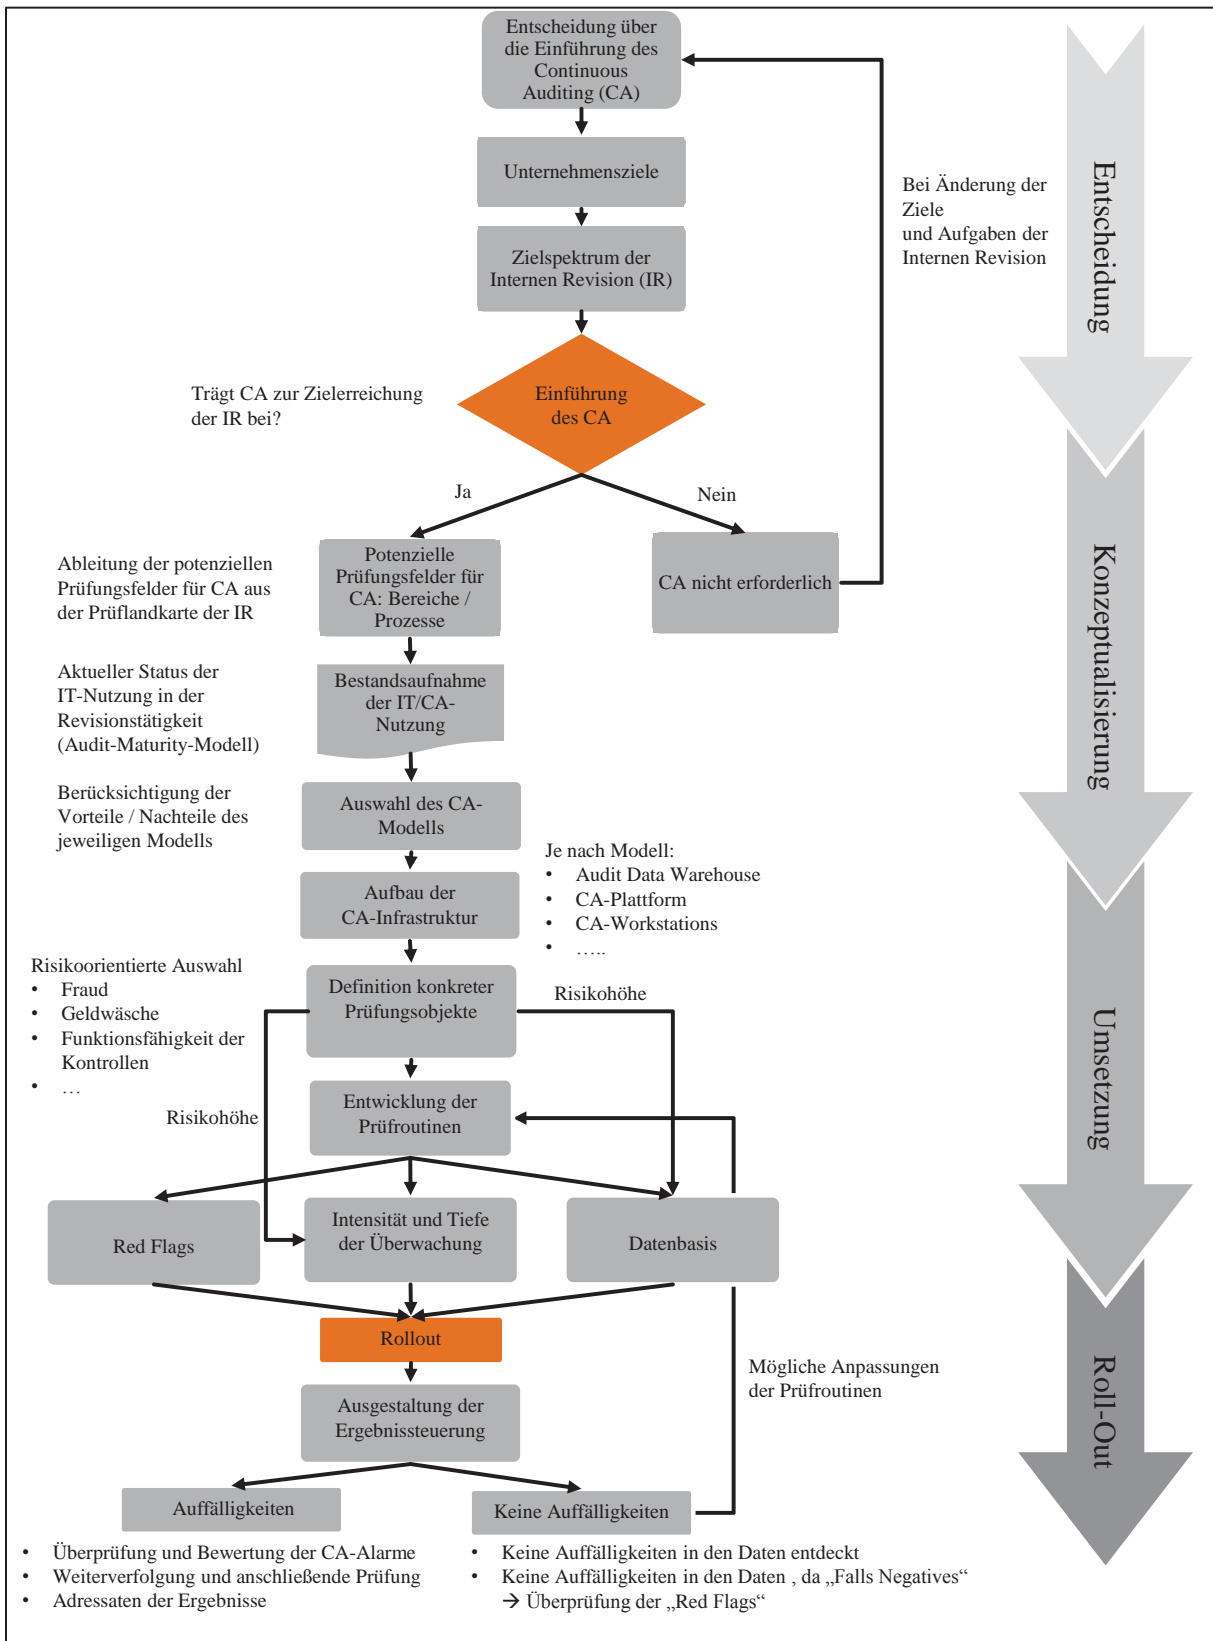 Entscheidung über
die Einführung des
Continuous
Auditing (CA)
Unternehmensziele
Bei Änderung der
Ziele
und Aufgaben der
Internen Revision
Zielspektrum der
Internen Revision (IR)
Entscheidung
Trägt CA zur Zielerreichung
der IR bei?
Einführung
des CA
Ja
Nein
Ableitung der potenziellen
Prüfungsfelder für CA aus
der Prüflandkarte der IR
Potenzielle
Prüfungsfelder für
CA: Bereiche /
Prozesse
CA nicht erforderlich
Konzeptualisierung
Aktueller Status der
IT-Nutzung in der
Revisionstätigkeit
(Audit-Maturity-Modell)
Bestandsaufnahme
der IT/CA-
Nutzung
Berücksichtigung der
Vorteile / Nachteile des
jeweiligen Modells
Auswahl des CA-
Modells
Je nach Modell:
• Audit Data Warehouse
• CA-Plattform
• CA-Workstations
• …..
Aufbau der
CA-Infrastruktur
Risikoorientierte Auswahl
• Fraud
• Geldwäsche
• Funktionsfähigkeit der
Kontrollen
• …
Definition konkreter
Prüfungsobjekte
Risikohöhe
Umsetzung
Risikohöhe
Entwicklung der
Prüfroutinen
Red Flags
Intensität und Tiefe
der Überwachung
Datenbasis
Rollout
Mögliche Anpassungen
der Prüfroutinen
Roll-Out
Ausgestaltung der
Ergebnissteuerung
Auffälligkeiten
Keine Auffälligkeiten
• Überprüfung und Bewertung der CA-Alarme
• Weiterverfolgung und anschließende Prüfung
• Adressaten der Ergebnisse
• Keine Auffälligkeiten in den Daten entdeckt
• Keine Auffälligkeiten in den Daten , da „Falls Negatives“
→ Überprüfung der „Red Flags“